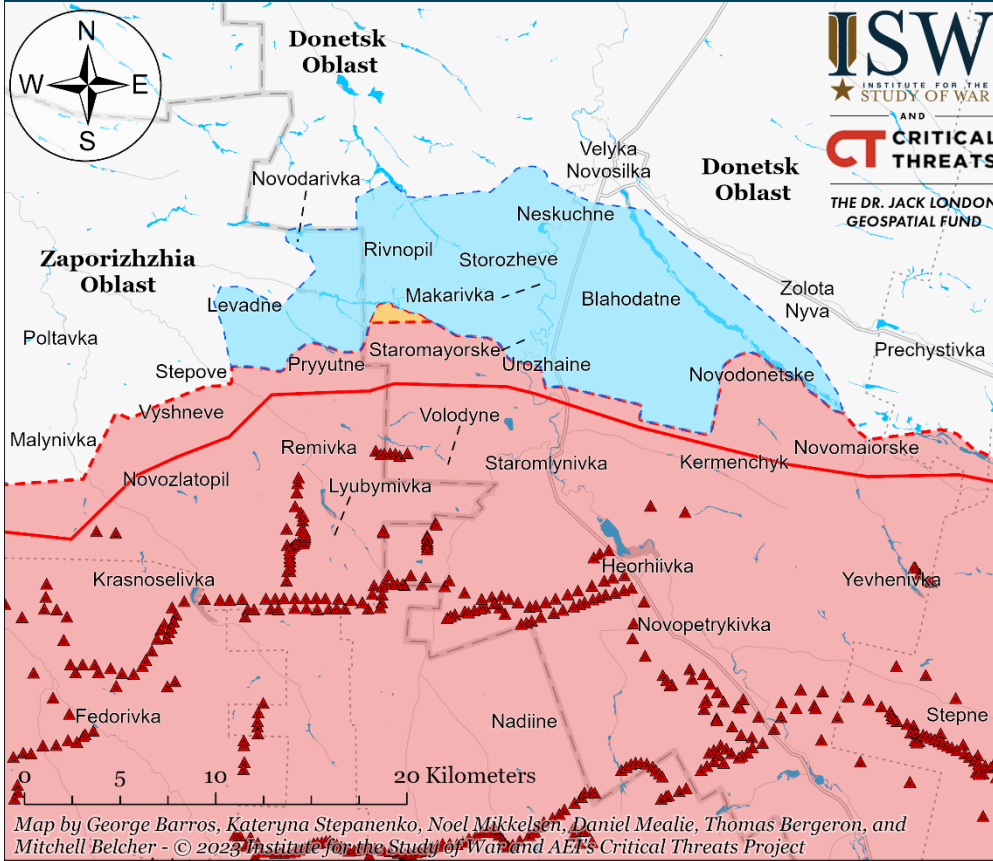 N
W
E
S
Donetsk
Oblast
ISW
INSTITUTE FOR THE
STUDY OF WAR
AND
CT CRITICAL
THREATS
THE DR. JACK LONDON
GEOSPATIAL FUND
Velyka
Novosilka
Donetsk
Oblast
Novodarivka
Neskuchne
Rivnopil
Storozheve
Zaporizhzhia
Oblast
Makarivka
Blahodatne
Zolota
Nyva
Levadne
Poltavka
Staromayorske
Prechystivka
Pryyutne
Urozhaine
Stepove
Novodonetske
Vyshneve
Volodyne
Malynivka
Remivka
Novomaiorske
Staromlynivka
Kermenchyk
Novozlatopil
Lyubymivka
Krasnoselivka
Heorhiivka
Yevhenivka
Novopetrykivka
Fedorivka
Nadiine
Stepne
0 5 10 20 Kilometers
Map by George Barros, Kateryna Stepanenko, Noel Mikkelsen, Daniel Mealie, Thomas Bergeron, and
Mitchell Belcher - © 2023 Institute for the Study of War and AEI's Critical Threats Project